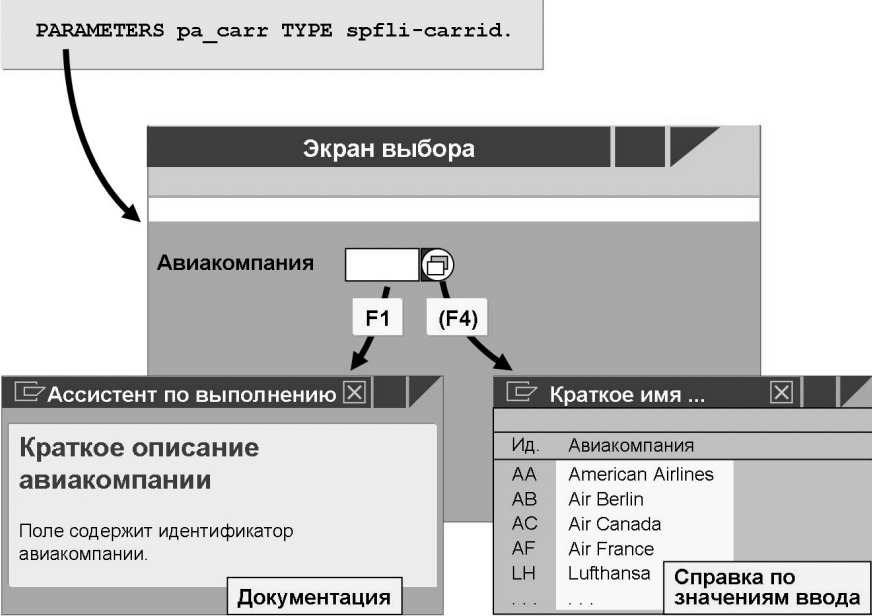 PARAMETERS pa_carr TYPE spfli-carrid.
Экран выбора
Авиакомпания
F1
(F4)
Ассистент по выполнению
Краткое описание
авиакомпании
Поле содержит идентификатор
авиакомпании.
Документация
Краткое имя ...
Ид. Авиакомпания
AA American Airlines
AB Air Berlin
AC Air Canada
AF Air France
LH Lufthansa
. . . . . .
Справка по
значениям ввода